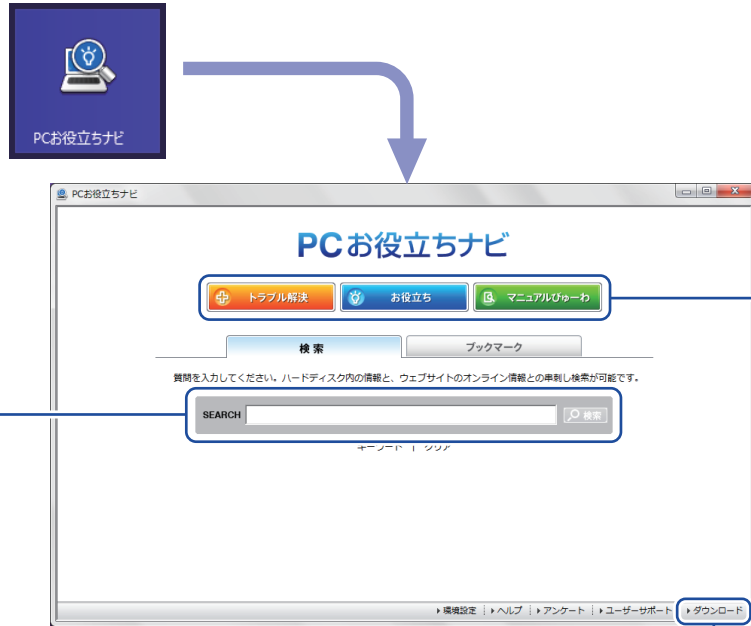 PCお役立ちナビ
PCお役立ちナビ
PCお役立ちナビ
トラブル解決 お役立ち マニュアルびゅーわ
検索 ブックマーク
質問を入力してください。ハードディスク内の情報と、ウェブサイトのオンライン情報との串刺し検索が可能です。
SEARCH 検索
キーワード | クリア
環境設定 ヘルプ アンケート ユーザーサポート ダウンロード